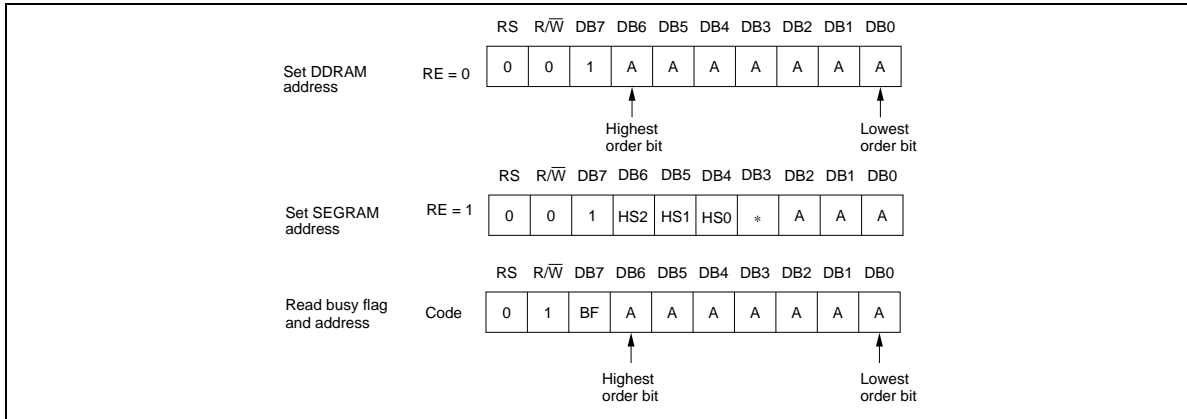 RS R/W̅ DB7 DB6 DB5 DB4 DB3 DB2 DB1 DB0
Set DDRAM
address
RE = 0
0 0 1 A A A A A A A
Highest
order bit
Lowest
order bit
RS R/W̅ DB7 DB6 DB5 DB4 DB3 DB2 DB1 DB0
Set SEGRAM
address
RE = 1
0 0 1 HS2 HS1 HS0 * A A A
RS R/W̅ DB7 DB6 DB5 DB4 DB3 DB2 DB1 DB0
Read busy flag
and address
Code
0 1 BF A A A A A A A
Highest
order bit
Lowest
order bit